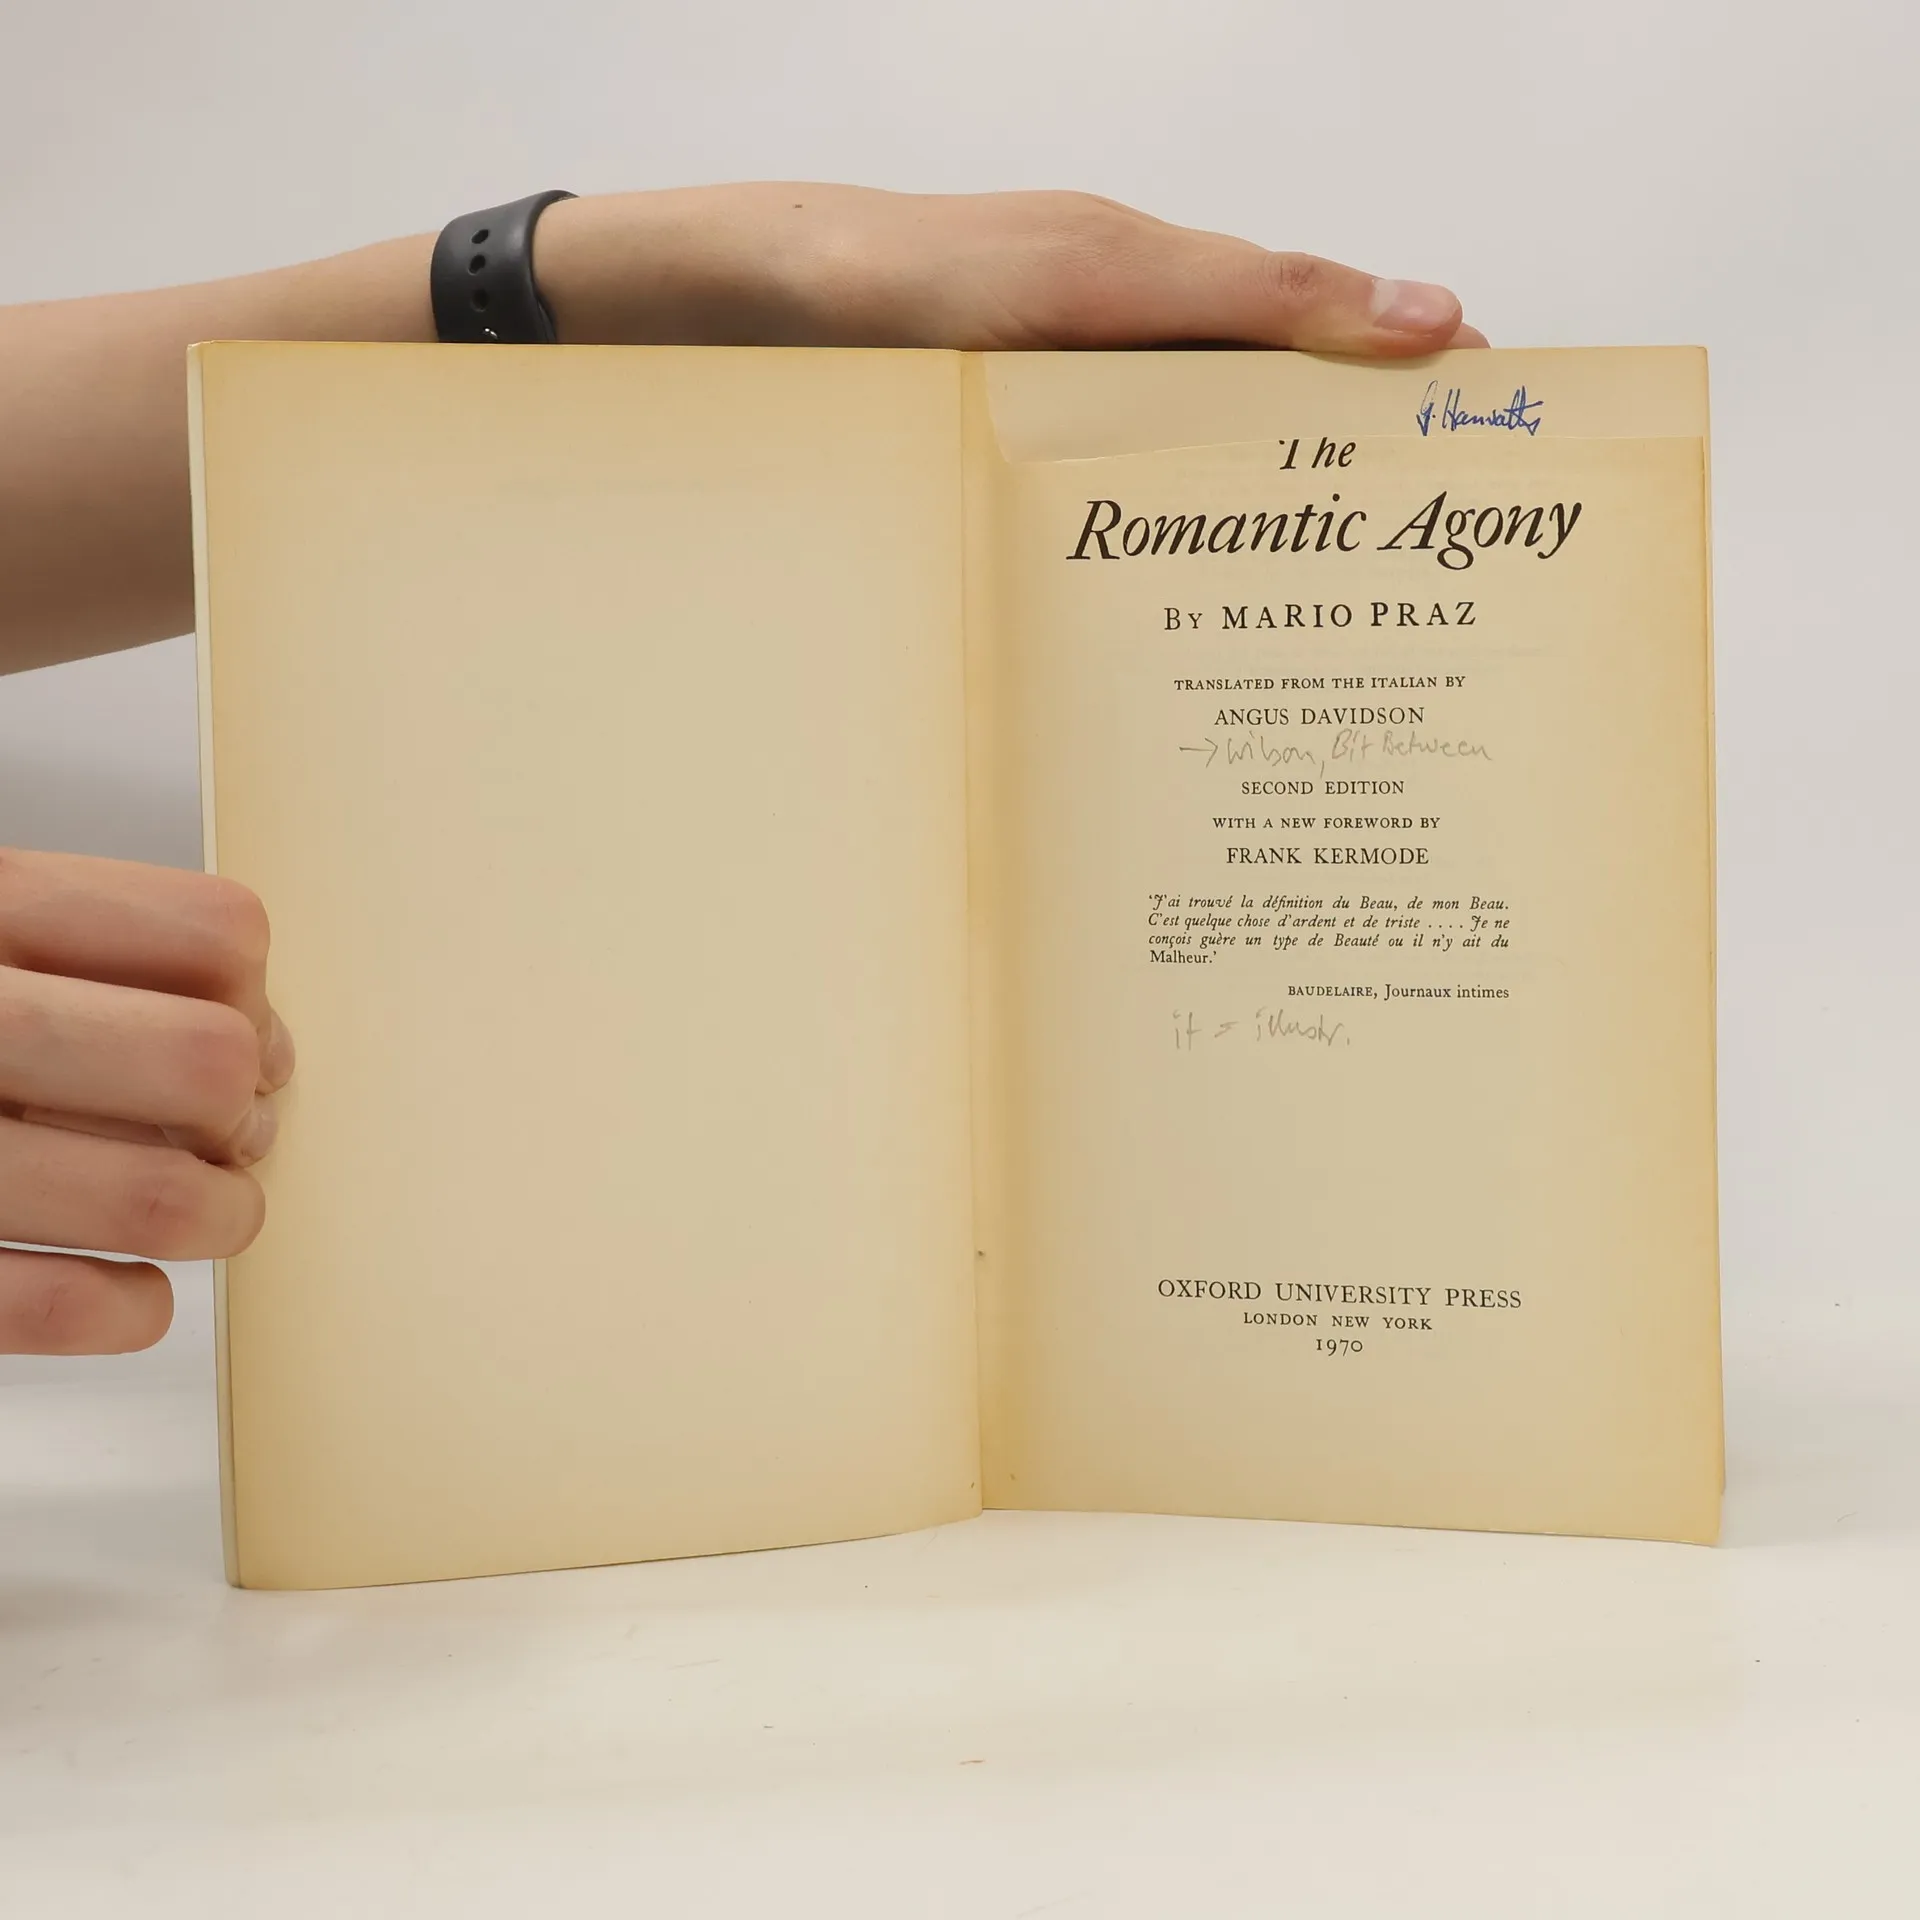 The
Romantic Agony
BY MARIO PRAZ
TRANSLATED FROM THE ITALIAN BY
ANGUS DAVIDSON
→ Wilson, Bit Between
SECOND EDITION
WITH A NEW FOREWORD BY
FRANK KERMODE
'J'ai trouvé la définition du Beau, de mon Beau.
C'est quelque chose d'ardent et de triste . . . . Je ne
conçois guère un type de Beauté ou il n'y ait du
Malheur.'
BAUDELAIRE, Journaux intimes
it = illustr.
OXFORD UNIVERSITY PRESS
LONDON NEW YORK
1970